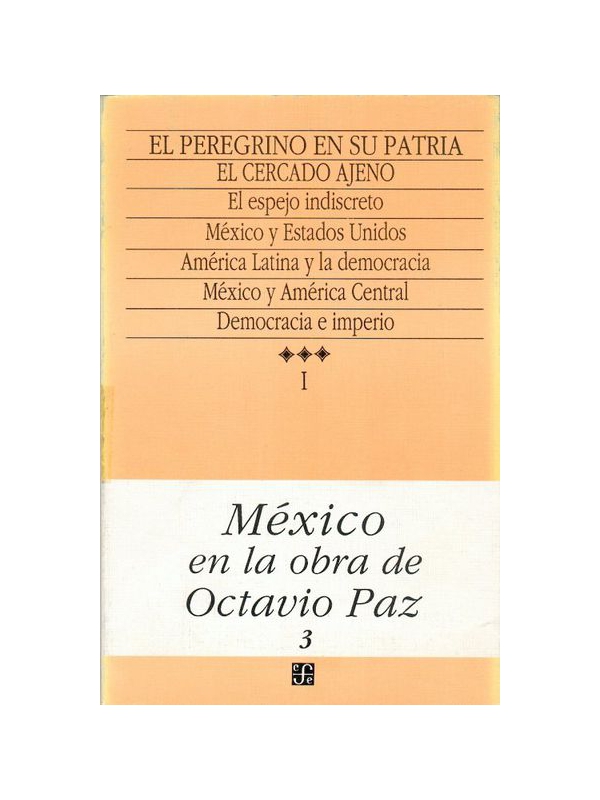 EL PEREGRINO EN SU PATRIA
EL CERCADO AJENO
El espejo indiscreto
México y Estados Unidos
América Latina y la democracia
México y América Central
Democracia e imperio
I
México
en la obra de
Octavio Paz
3
cfe